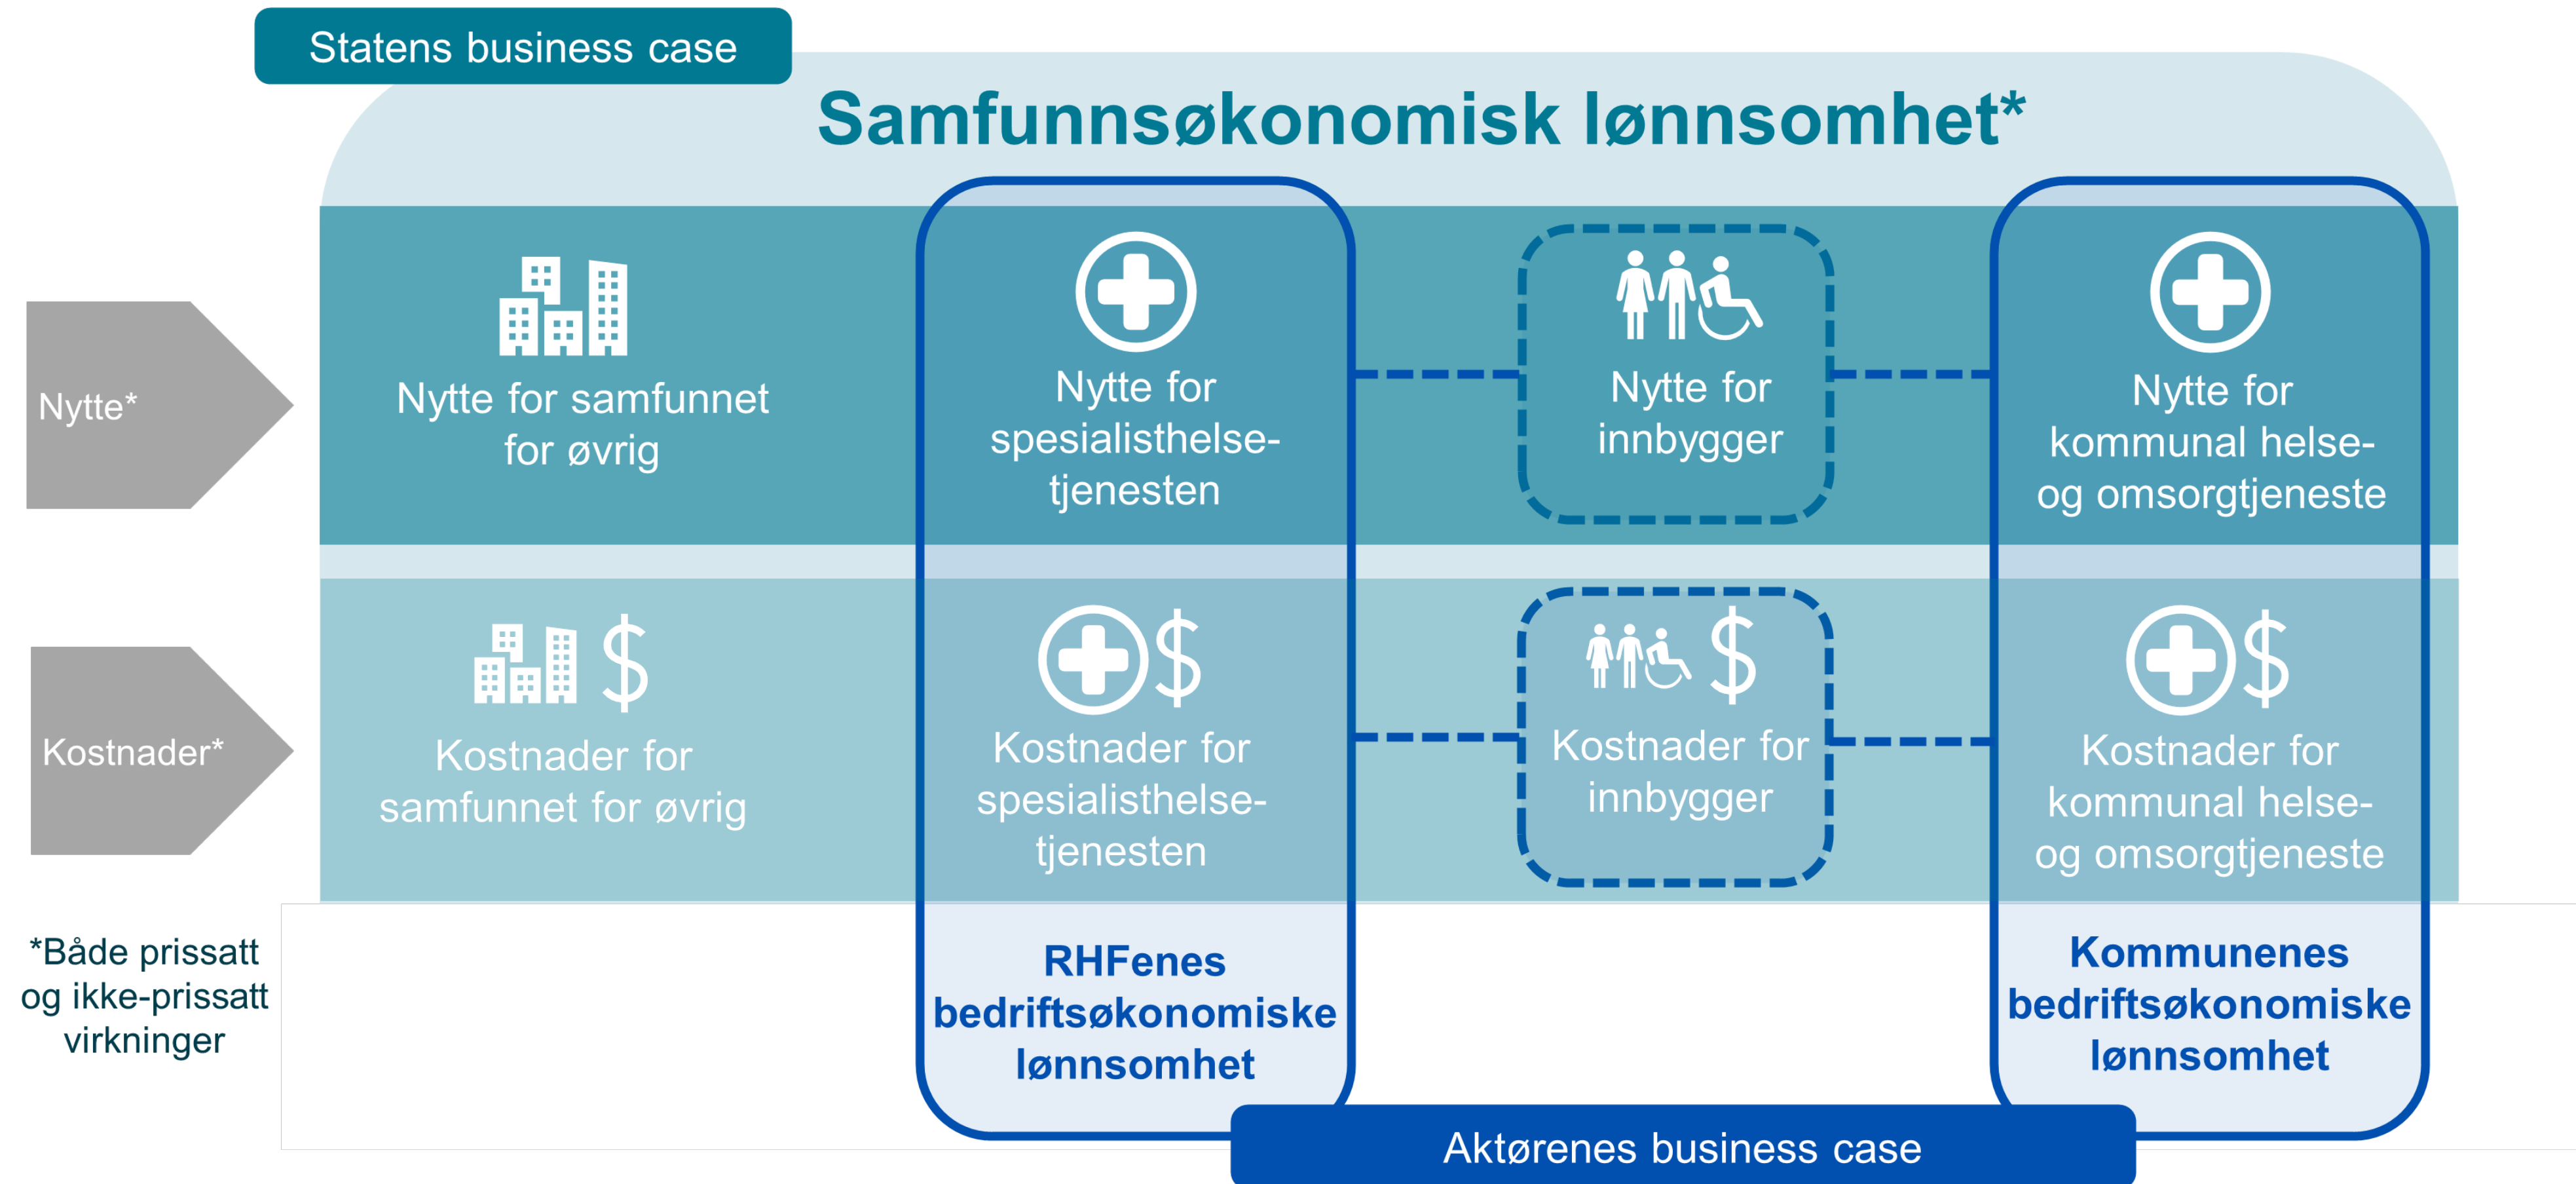 Statens business case
Samfunnsøkonomisk lønnsomhet*
Nytte*
Nytte for samfunnet
for øvrig
Nytte for
spesialisthelse-
tjenesten
Nytte for
innbygger
Nytte for
kommunal helse-
og omsorgtjeneste
Kostnader*
Kostnader for
samfunnet for øvrig
Kostnader for
spesialisthelse-
tjenesten
Kostnader for
innbygger
Kostnader for
kommunal helse-
og omsorgtjeneste
*Både prissatt
og ikke-prissatt
virkninger
RHFenes
bedriftsøkonomiske
lønnsomhet
Kommunenes
bedriftsøkonomiske
lønnsomhet
Aktørenes business case